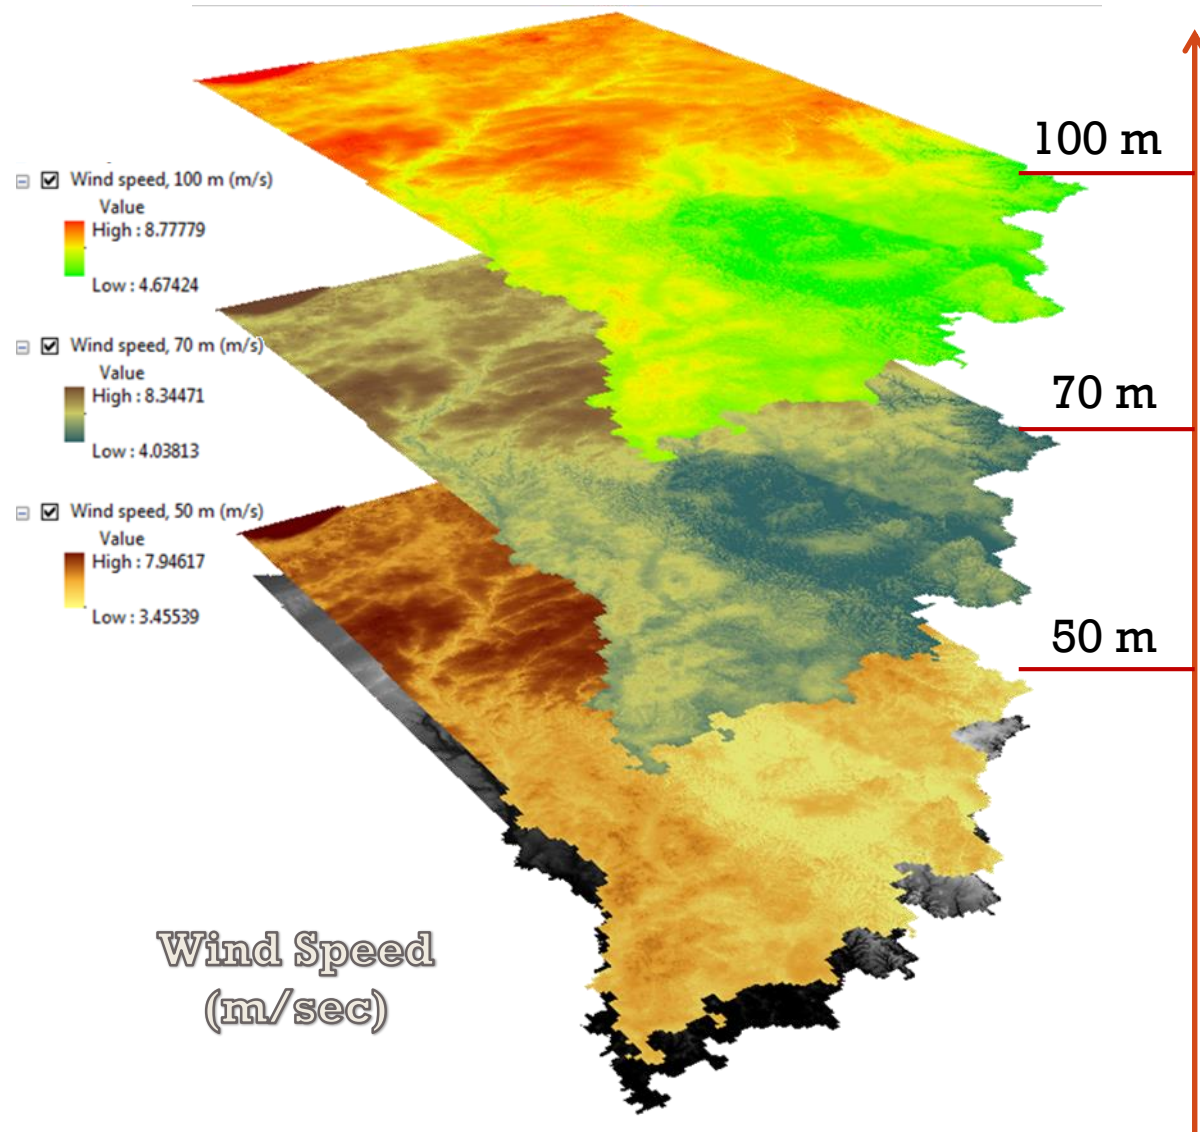 100 m
Wind speed, 100 m (m/s)
Value
High : 8.77779
Low : 4.67424
Wind speed, 70 m (m/s)
Value
High : 8.34471
70 m
Low : 4.03813
Wind speed, 50 m (m/s)
Value
High : 7.94617
Low : 3.45539
50 m
Wind Speed
(m/sec)